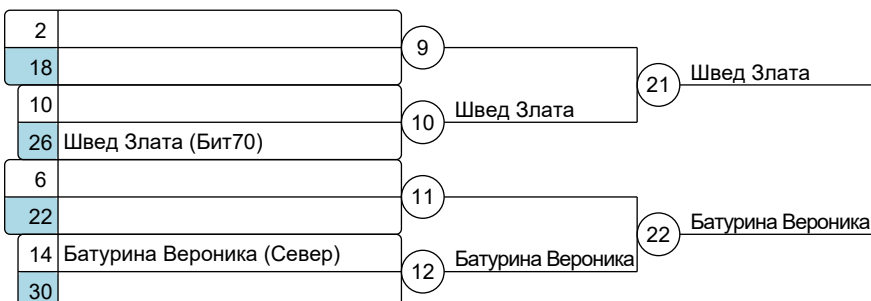 2
9
18
21 Швед Злата
10
10 Швед Злата
26 Швед Злата (Бит70)
6
11
22
22 Батурина Вероника
14 Батурина Вероника (Север)
12 Батурина Вероника
30